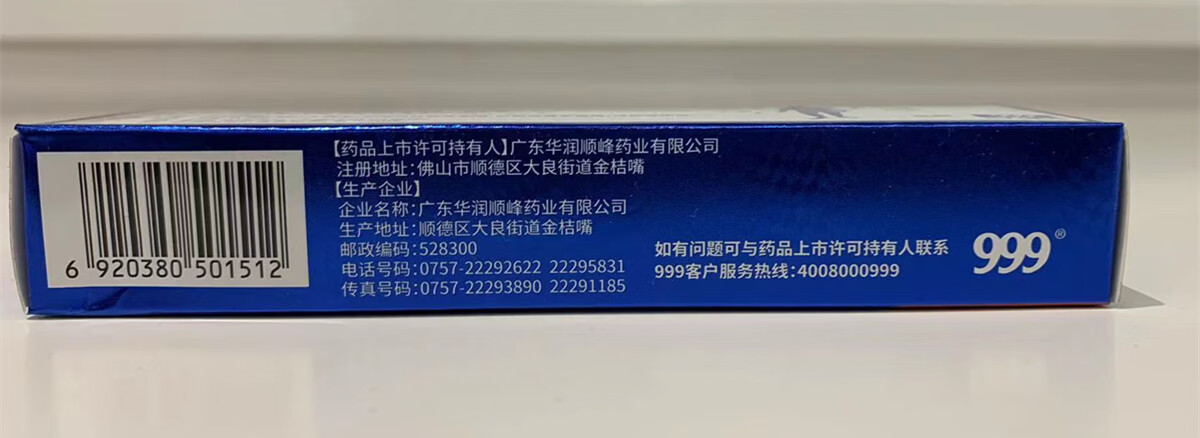 【药品上市许可持有人】广东华润顺峰药业有限公司
注册地址:佛山市顺德区大良街道金桔嘴
【生产企业】
企业名称:广东华润顺峰药业有限公司
生产地址:顺德区大良街道金桔嘴
邮政编码:528300
电话号码:0757-22292622 22295831
传真号码:0757-22293890 22291185
6 920380 501512
如有问题可与药品上市许可持有人联系
999客户服务热线:4008000999
999®